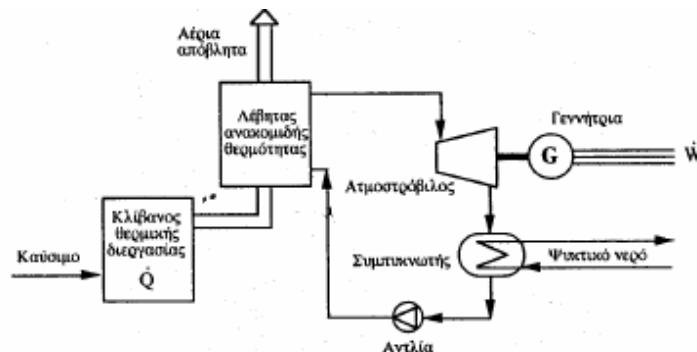 Αέρια
απόβλητα
Λέβητας
ανακομιδής
θερμότητας
Γεννήτρια
G
Ẇ
Ατμοστρόβιλος
Κλίβανος
θερμικής
διεργασίας
Q̇
Καύσιμο
Συμπυκνωτής
Ψυκτικό νερό
Αντλία